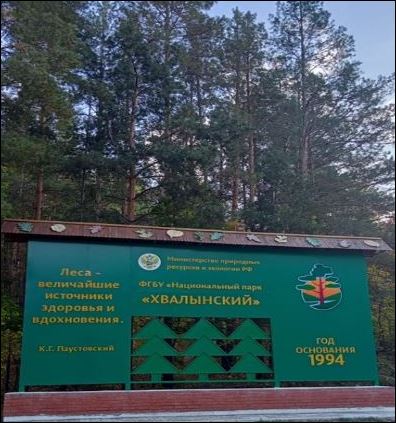 Министерство природных
ресурсов и экологии РФ
ФГБУ «Национальный парк
«ХВАЛЫНСКИЙ»
Леса -
величайшие
источники
здоровья и
вдохновения.
К.Г. Паустовский
ГОД
ОСНОВАНИЯ
1994